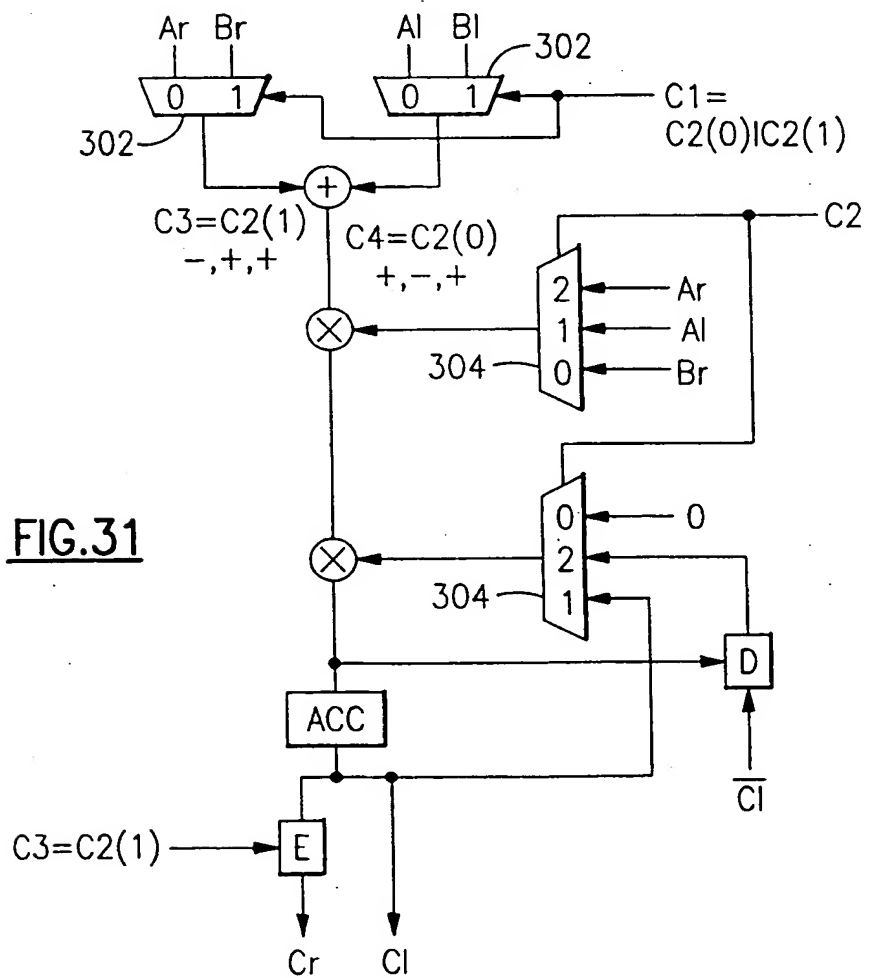 Ar Br
Al Bl
302
0 1
0 1
302
C1=
C2(0)|C2(1)
+
C3=C2(1)
-,+,+
C4=C2(0)
+,-,+
C2
2
1
0
Ar
Al
Br
304
×
FIG.31
0
2
1
0
304
×
D
ACC
C̅l̅
C3=C2(1)
E
Cr
Cl